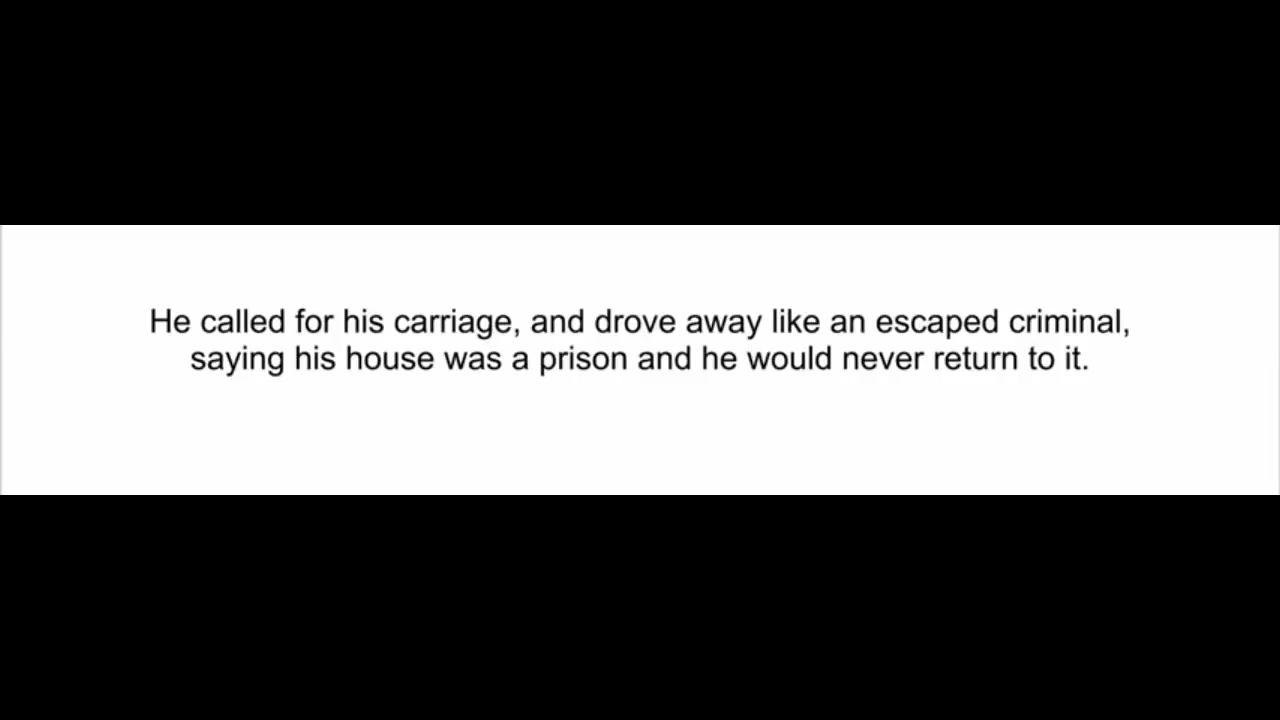 He called for his carriage, and drove away like an escaped criminal,
saying his house was a prison and he would never return to it.